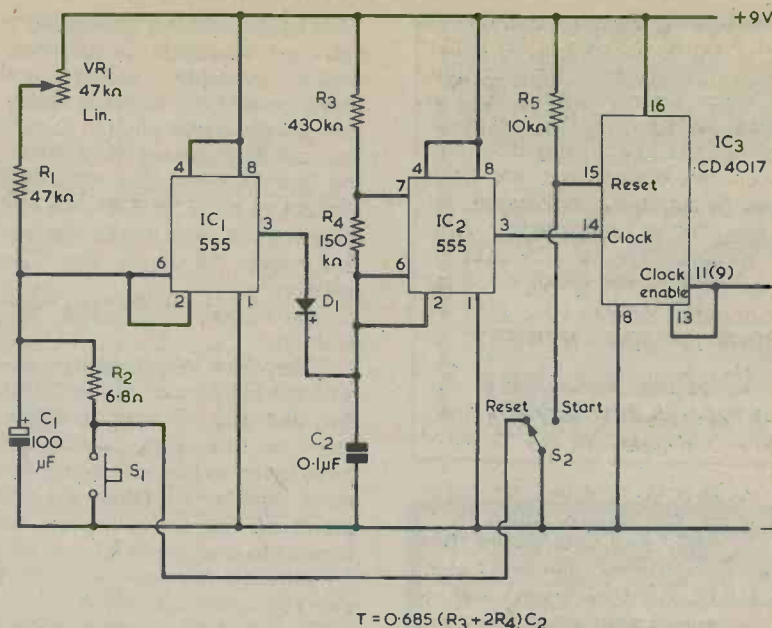 +9V
VR1
47kΩ
Lin.
R1
47kΩ
R2
6·8Ω
C1
100
μF
S1
4
8
6
2
3
1
IC1
555
D1
+
R3
430kΩ
R4
150
kΩ
C2
0·1μF
4
8
7
6
2
3
1
IC2
555
R5
10kΩ
16
IC3
CD4017
15
Reset
14
Clock
11(9)
Clock
enable
8
13
Reset
Start
S2
+
–
T = 0·685 (R3 + 2R4) C2